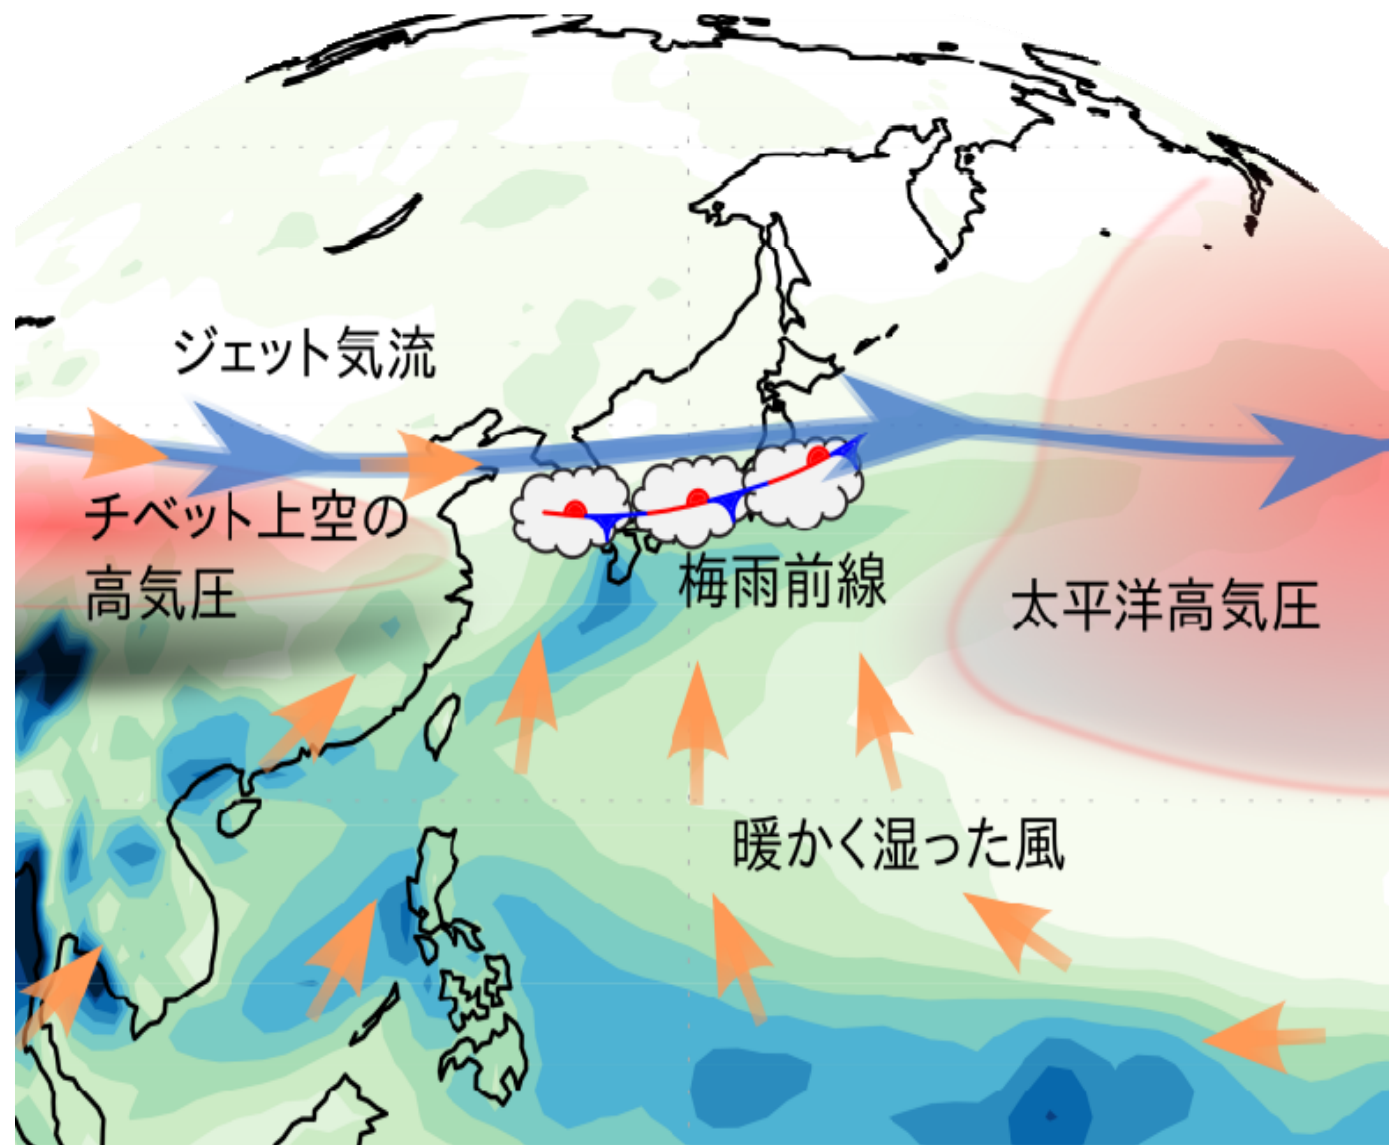 ジェット気流
チベット上空の
高気圧
梅雨前線
太平洋高気圧
暖かく湿った風